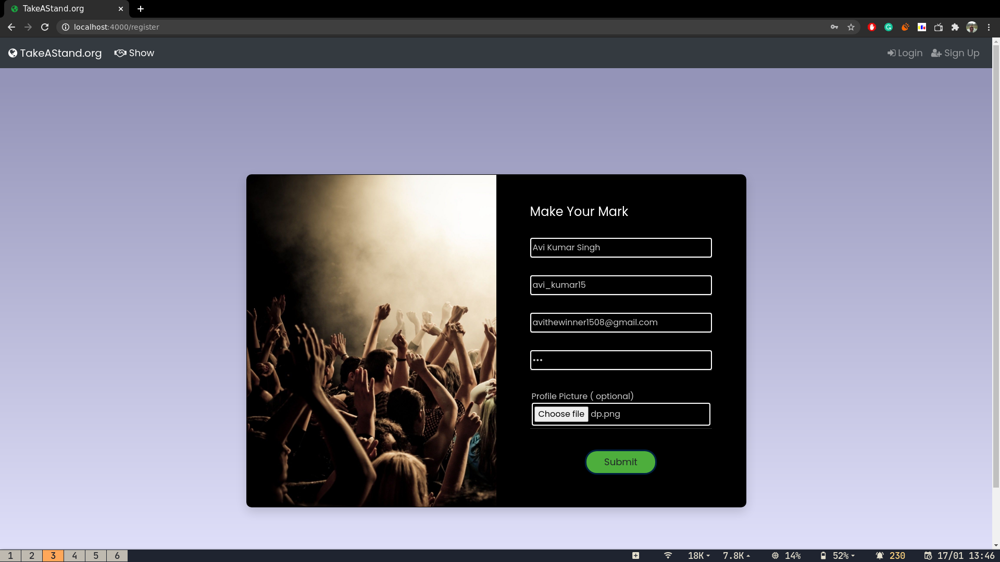 TakeAStand.org
localhost:4000/register
TakeAStand.org Show Login Sign Up
Make Your Mark
Avi Kumar Singh
avi_kumar15
avithewinner1508@gmail.com
•••
Profile Picture ( optional)
Choose file dp.png
Submit
1 2 3 4 5 6 18K 7.8K 14% 52% 230 17/01 13:46